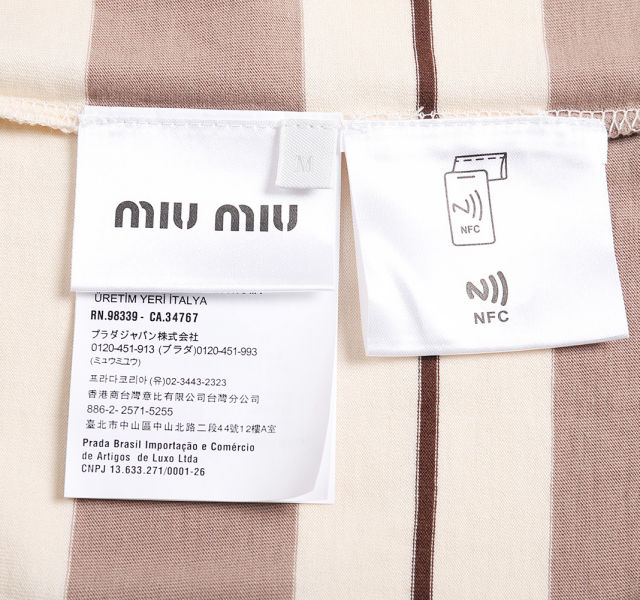 M
miu miu
ÜRETİM YERİ İTALYA
RN.98339 - CA.34767
プラダジャパン株式会社
0120-451-913 (プラダ)0120-451-993
(ミュウミュウ)
프라다코리아 (유)02-3443-2323
香港商台灣意比有限公司台灣分公司
886-2- 2571-5255
臺北市中山區中山北路二段44號12樓A室
Prada Brasil Importação e Comércio
de Artigos de Luxo Ltda
CNPJ 13.633.271/0001-26
NFC
NFC